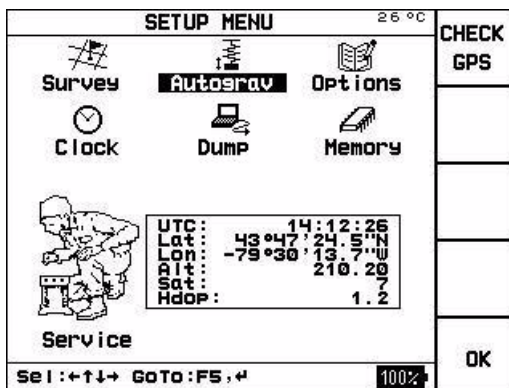 SETUP MENU 26 °C
CHECK GPS
Survey Autograv Options
Clock Dump Memory
UTC: 14:12:26
Lat: 43°47'24.5"N
Lon: -79°30'13.7"W
Alt: 210.20
Sat: 7
Hdop: 1.2
Service
OK
Sel:←↑↓→ GoTo:F5,↵ 100%